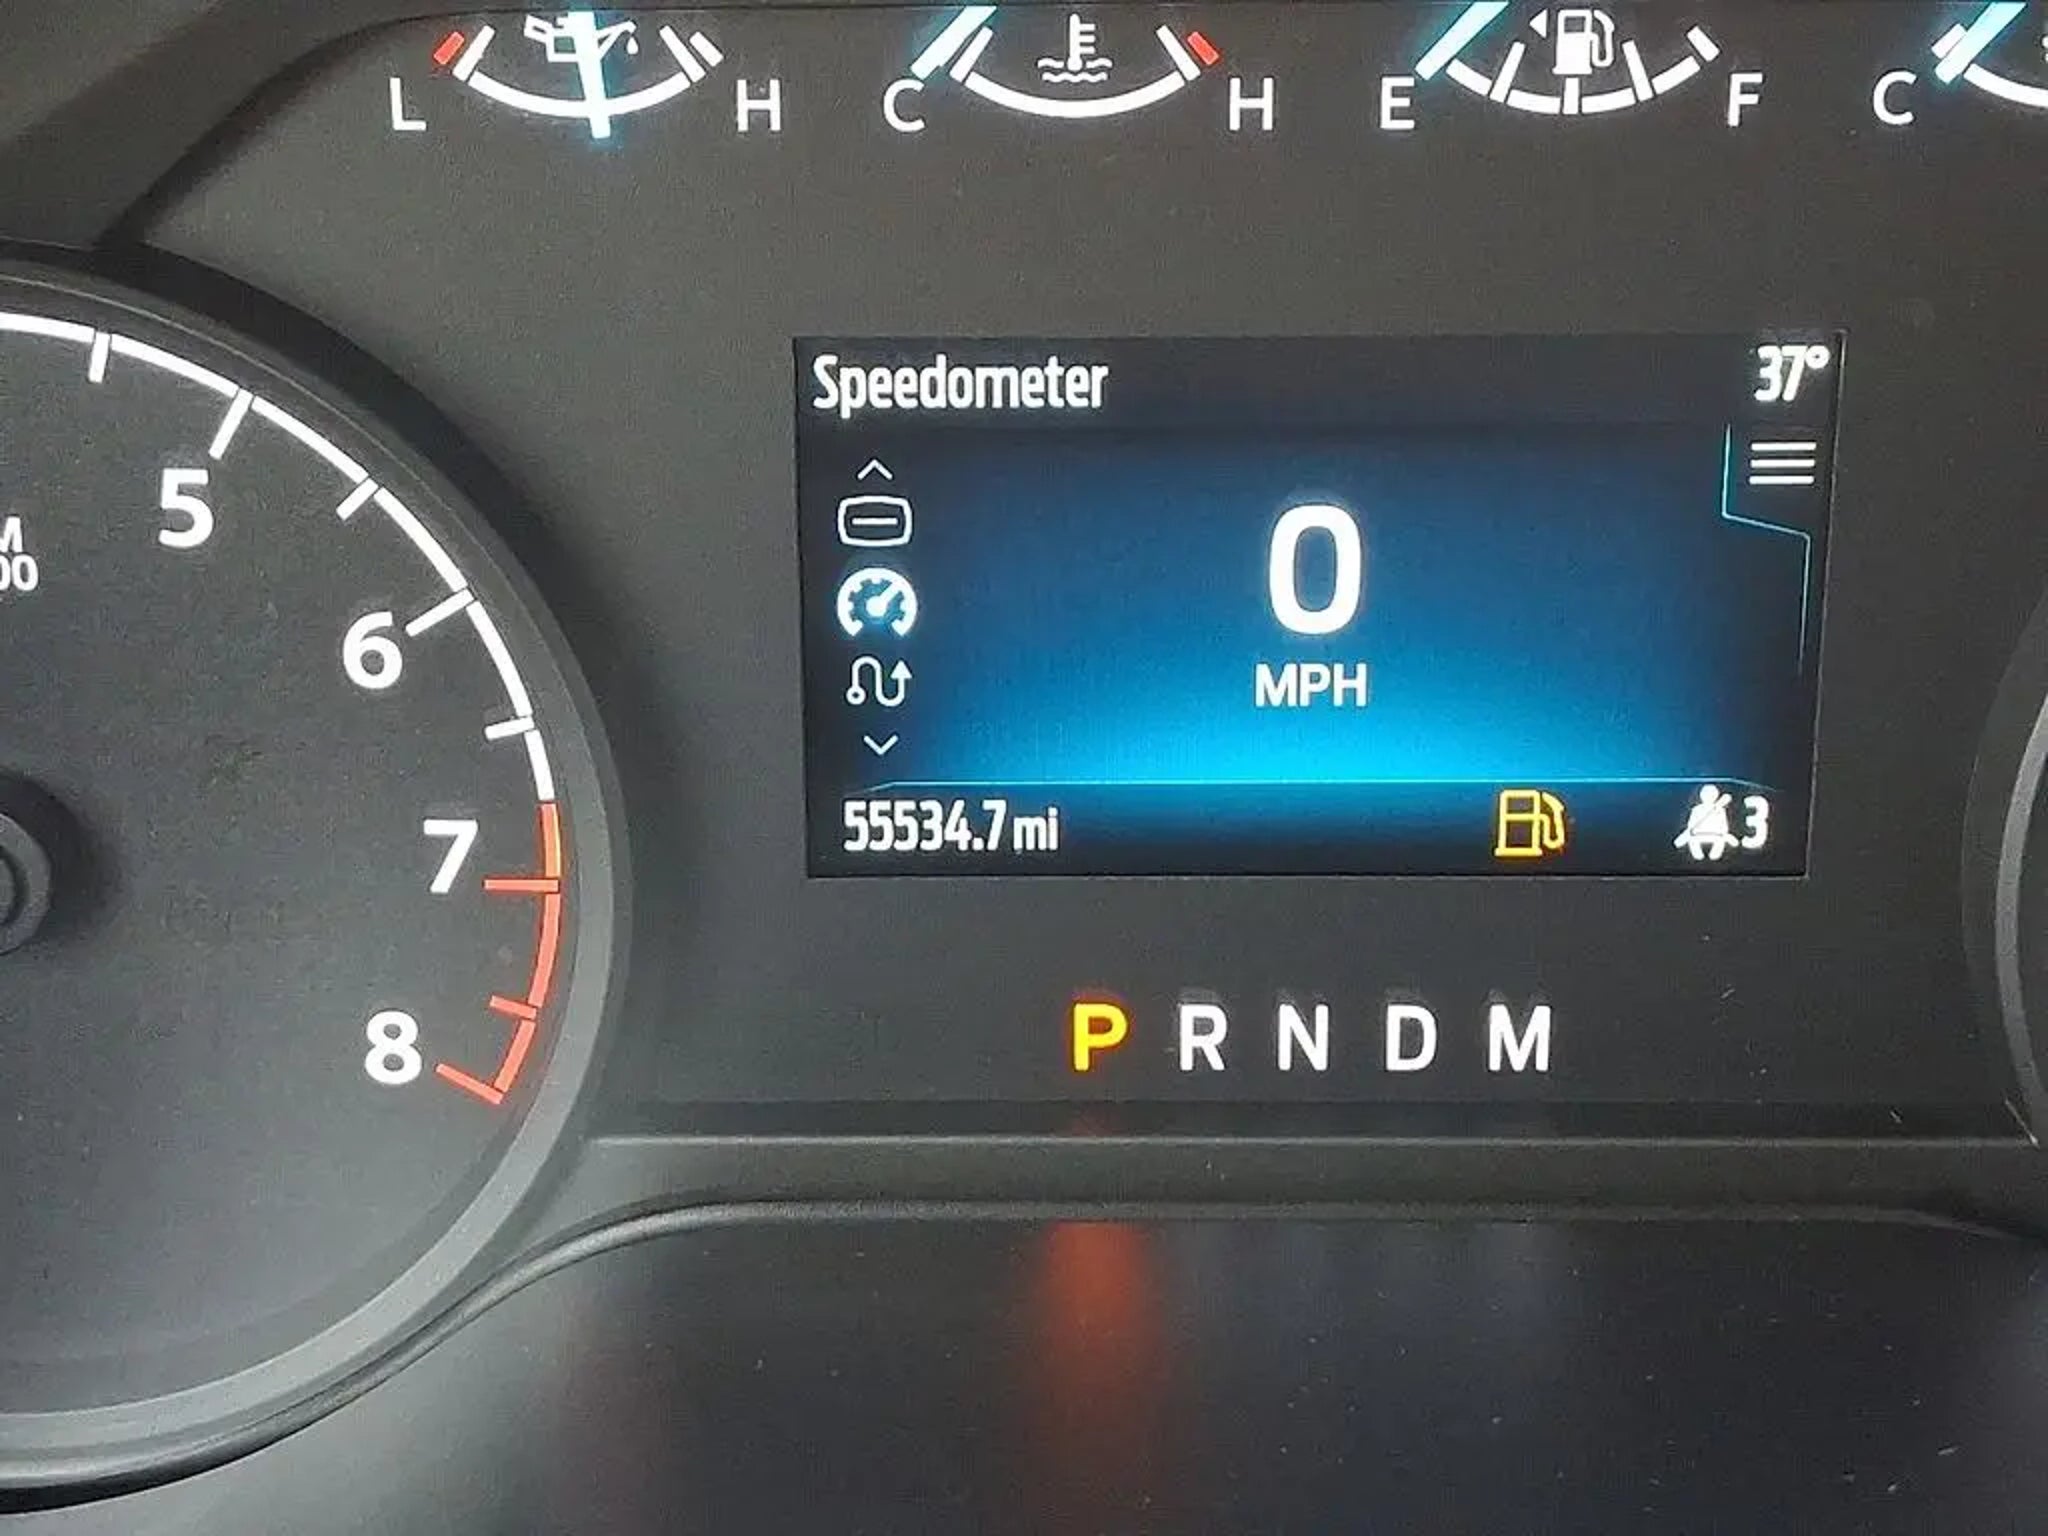 L H C H E F C
Speedometer 37°
5
6
7
8
0
MPH
55534.7 mi 3
P R N D M